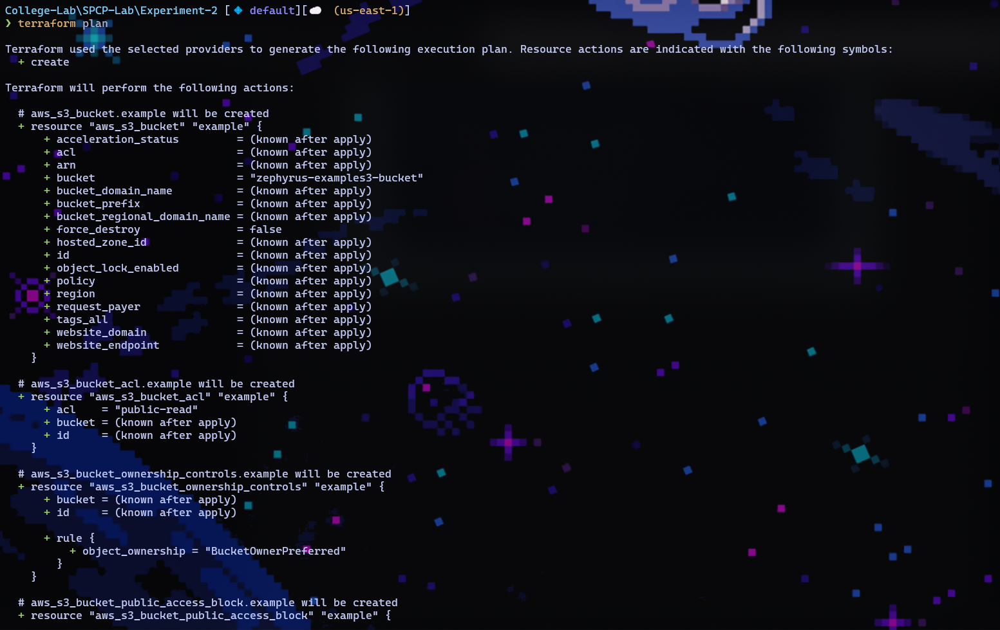 College-Lab\SPCP-Lab\Experiment-2 [ default][ (us-east-1)]
❯ terraform plan
Terraform used the selected providers to generate the following execution plan. Resource actions are indicated with the following symbols:
+ create
Terraform will perform the following actions:
# aws_s3_bucket.example will be created
+ resource "aws_s3_bucket" "example" {
+ acceleration_status = (known after apply)
+ acl = (known after apply)
+ arn = (known after apply)
+ bucket = "zephyrus-examples3-bucket"
+ bucket_domain_name = (known after apply)
+ bucket_prefix = (known after apply)
+ bucket_regional_domain_name = (known after apply)
+ force_destroy = false
+ hosted_zone_id = (known after apply)
+ id = (known after apply)
+ object_lock_enabled = (known after apply)
+ policy = (known after apply)
+ region = (known after apply)
+ request_payer = (known after apply)
+ tags_all = (known after apply)
+ website_domain = (known after apply)
+ website_endpoint = (known after apply)
}
# aws_s3_bucket_acl.example will be created
+ resource "aws_s3_bucket_acl" "example" {
+ acl = "public-read"
+ bucket = (known after apply)
+ id = (known after apply)
}
# aws_s3_bucket_ownership_controls.example will be created
+ resource "aws_s3_bucket_ownership_controls" "example" {
+ bucket = (known after apply)
+ id = (known after apply)
+ rule {
+ object_ownership = "BucketOwnerPreferred"
}
}
# aws_s3_bucket_public_access_block.example will be created
+ resource "aws_s3_bucket_public_access_block" "example" {